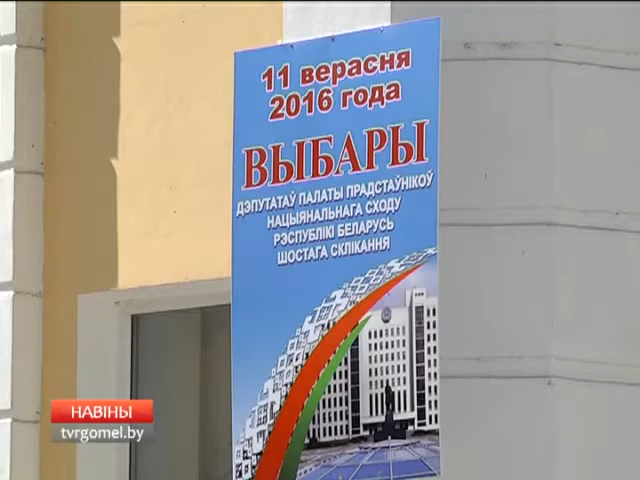 11 верасня
2016 года
ВЫБАРЫ
ДЭПУТАТАЎ ПАЛАТЫ ПРАДСТАЎНІКОЎ
НАЦЫЯНАЛЬНАГА СХОДУ
РЭСПУБЛІКІ БЕЛАРУСЬ
ШОСТАГА СКЛІКАННЯ
НАВІНЫ
tvrgomel.by